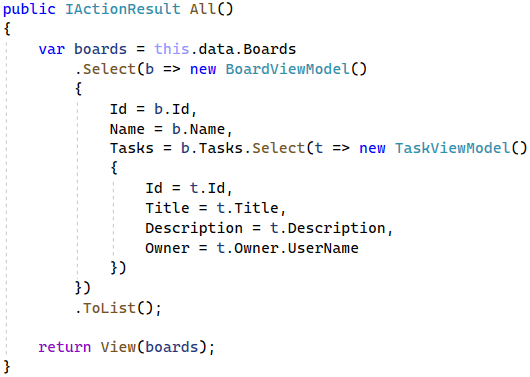 public IActionResult All()
{
var boards = this.data.Boards
.Select(b => new BoardViewModel()
{
Id = b.Id,
Name = b.Name,
Tasks = b.Tasks.Select(t => new TaskViewModel()
{
Id = t.Id,
Title = t.Title,
Description = t.Description,
Owner = t.Owner.UserName
})
})
.ToList();
return View(boards);
}